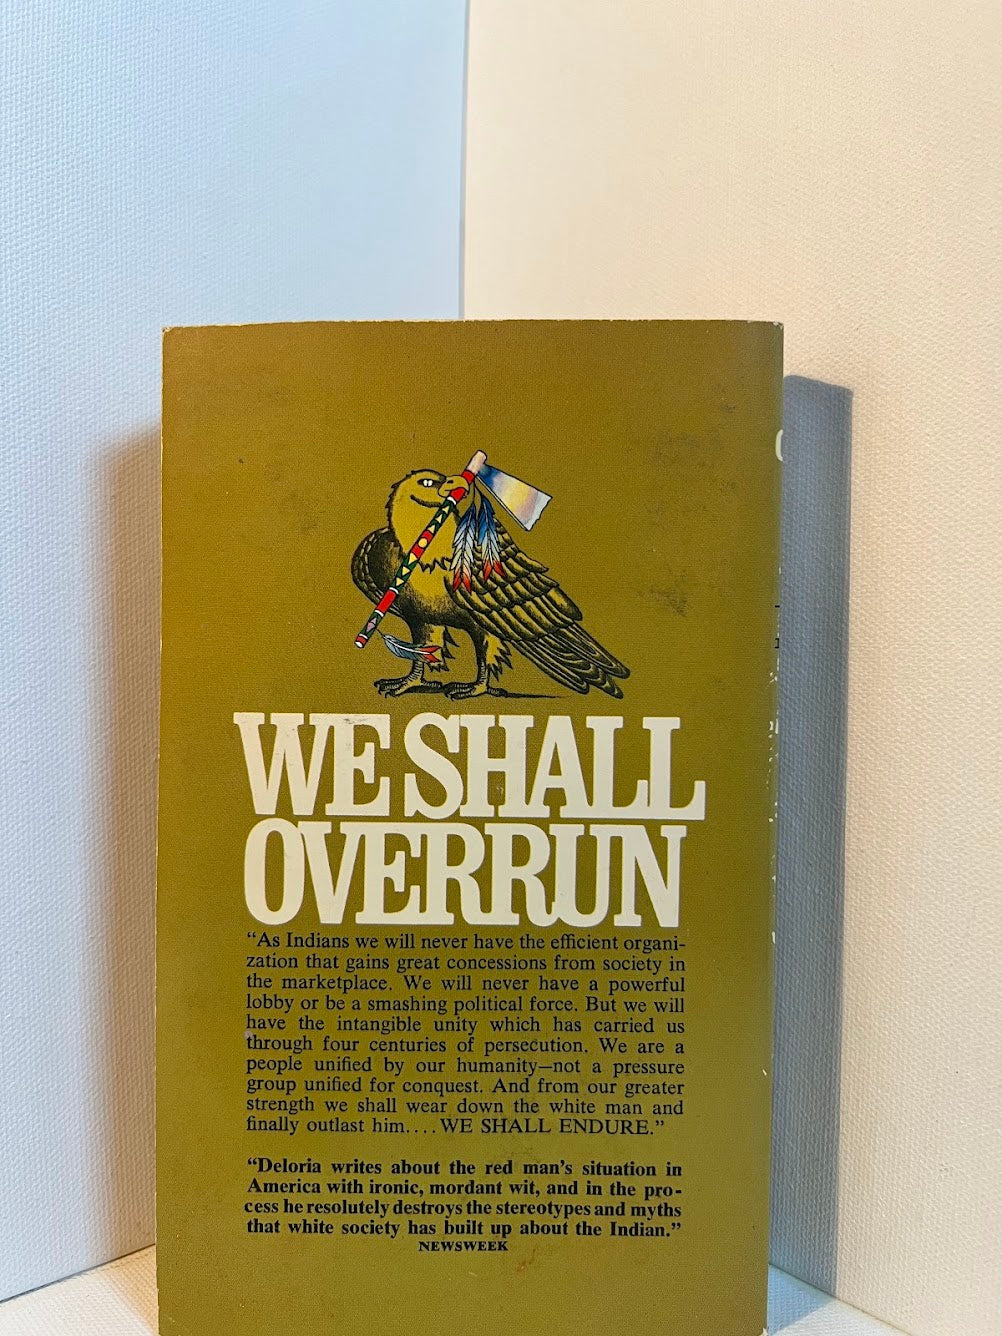 WE SHALL
OVERRUN
“As Indians we will never have the efficient organi-
zation that gains great concessions from society in
the marketplace. We will never have a powerful
lobby or be a smashing political force. But we will
have the intangible unity which has carried us
through four centuries of persecution. We are a
people unified by our humanity—not a pressure
group unified for conquest. And from our greater
strength we shall wear down the white man and
finally outlast him.... WE SHALL ENDURE.”
“Deloria writes about the red man’s situation in
America with ironic, mordant wit, and in the pro-
cess he resolutely destroys the stereotypes and myths
that white society has built up about the Indian.”
NEWSWEEK